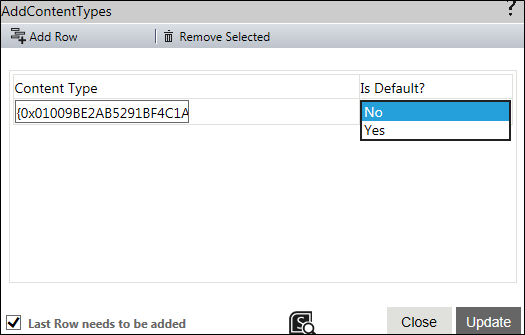 AddContentTypes ?
Add Row | Remove Selected
Content Type Is Default?
{0x01009BE2AB5291BF4C1A No
Yes
Last Row needs to be added S Close Update